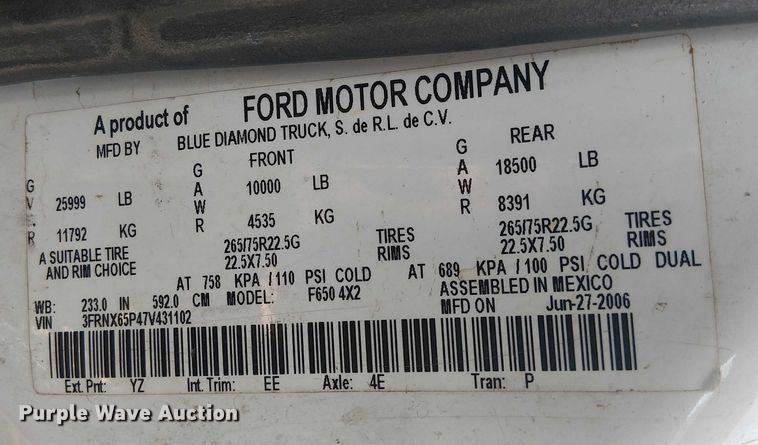 A product of FORD MOTOR COMPANY
MFD BY BLUE DIAMOND TRUCK, S. de R.L. de C.V.
FRONT REAR
GVWR 25999 LB GAWR 10000 LB GAWR 18500 LB
11792 KG 4535 KG 8391 KG
A SUITABLE TIRE 265/75R22.5G TIRES 265/75R22.5G TIRES
AND RIM CHOICE 22.5X7.50 RIMS 22.5X7.50 RIMS
AT 758 KPA / 110 PSI COLD AT 689 KPA / 100 PSI COLD DUAL
WB: 233.0 IN 592.0 CM MODEL: F650 4X2 ASSEMBLED IN MEXICO
VIN 3FRNX65P47V431102 MFD ON Jun-27-2006
Ext. Pnt: YZ Int. Trim: EE Axle: 4E Tran: P
Purple Wave Auction